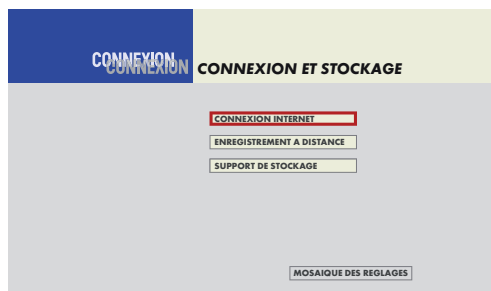 CONNEXION
CONNEXION
CONNEXION ET STOCKAGE
CONNEXION INTERNET
ENREGISTREMENT A DISTANCE
SUPPORT DE STOCKAGE
MOSAIQUE DES REGLAGES